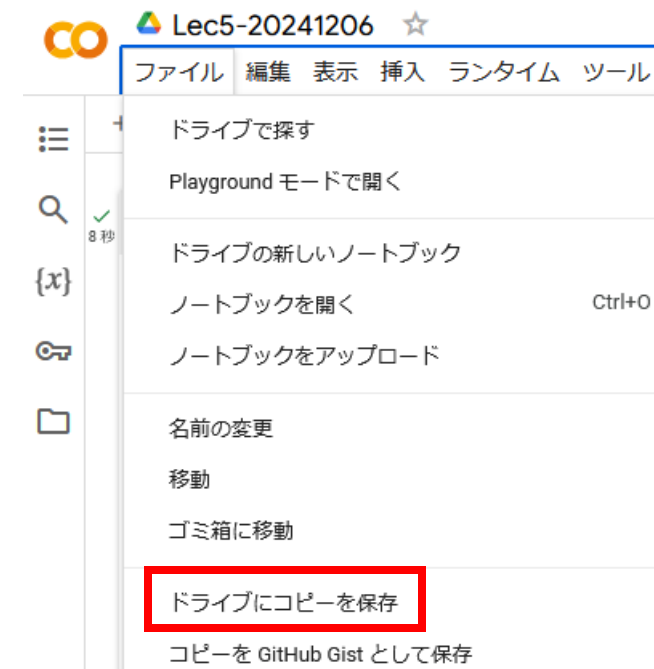 Lec5-20241206
ファイル 編集 表示 挿入 ランタイム ツール
+
ドライブで探す
Playground モードで開く
8 秒
ドライブの新しいノートブック
{x}
ノートブックを開く Ctrl+O
ノートブックをアップロード
名前の変更
移動
ゴミ箱に移動
ドライブにコピーを保存
コピーを GitHub Gist として保存